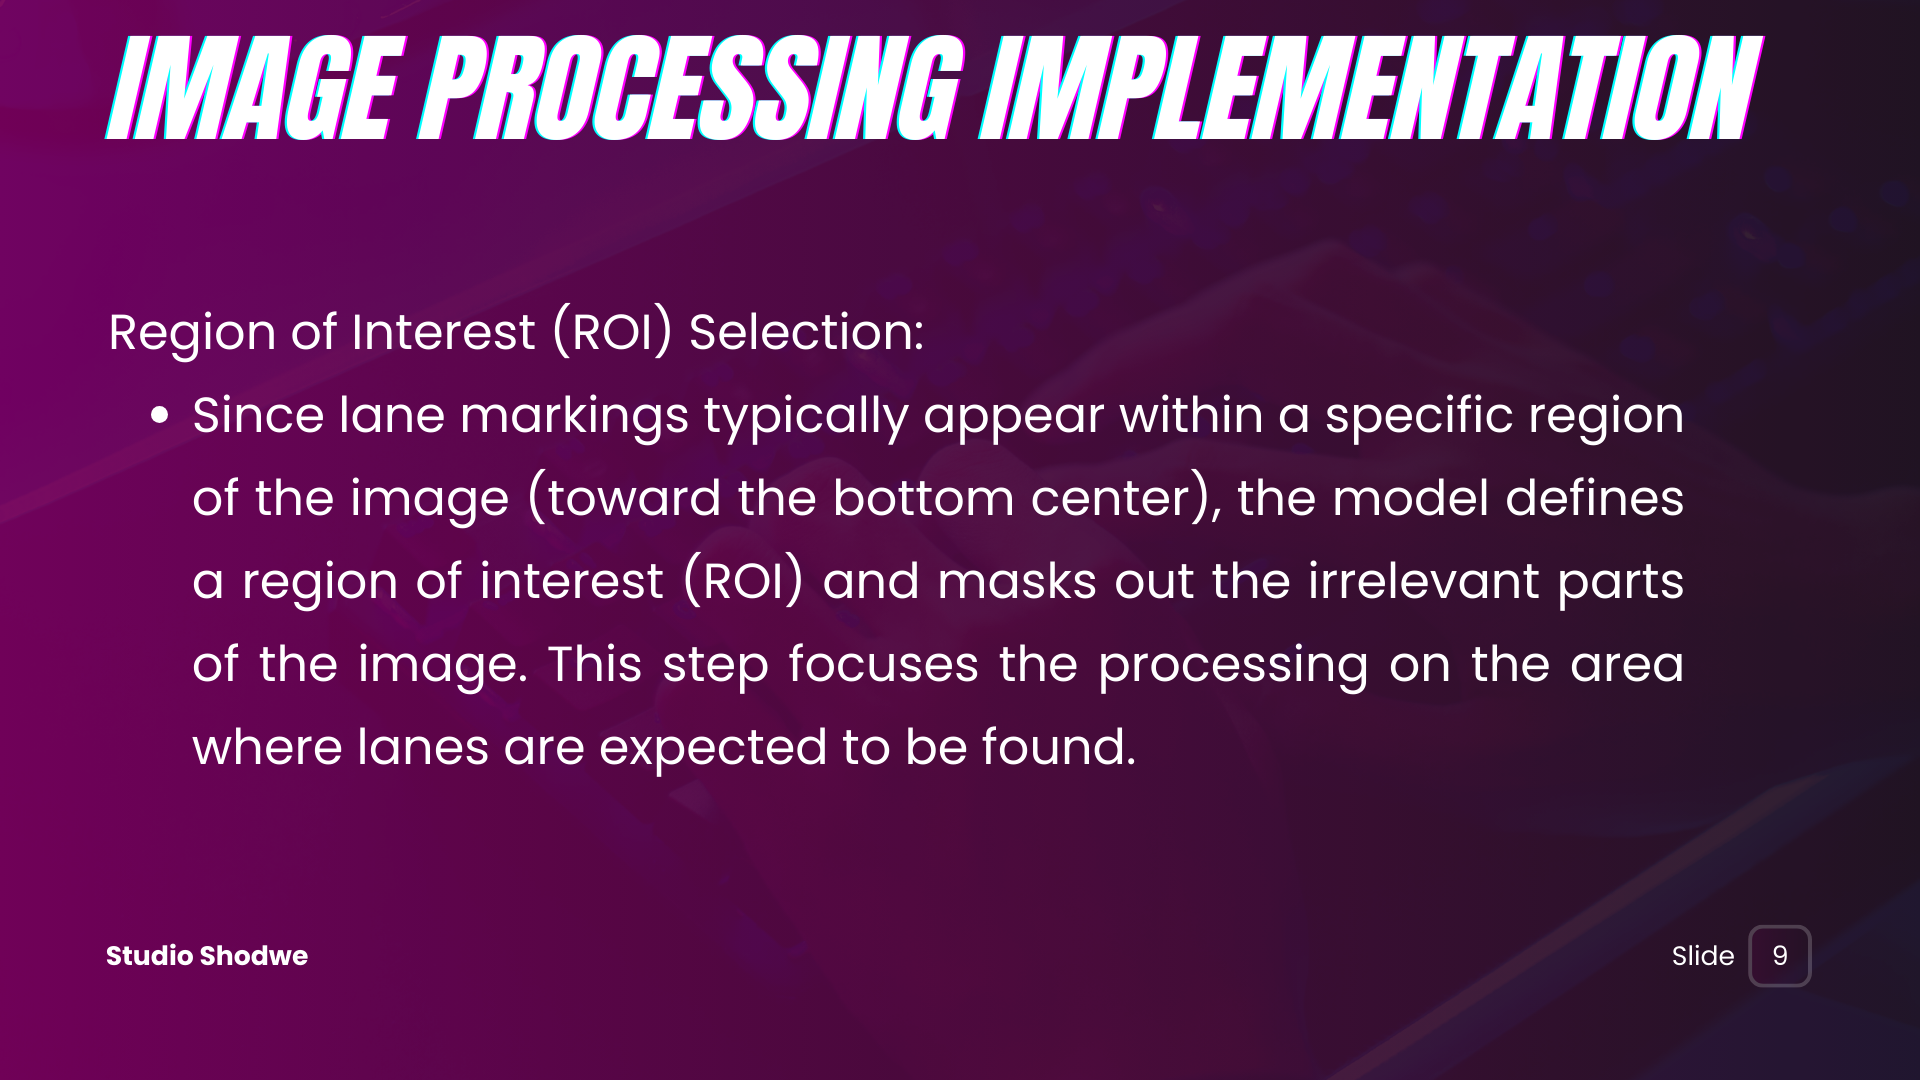 IMAGE PROCESSING IMPLEMENTATION
Region of Interest (ROI) Selection:
• Since lane markings typically appear within a specific region
of the image (toward the bottom center), the model defines
a region of interest (ROI) and masks out the irrelevant parts
of the image. This step focuses the processing on the area
where lanes are expected to be found.
Studio Shodwe
Slide 9